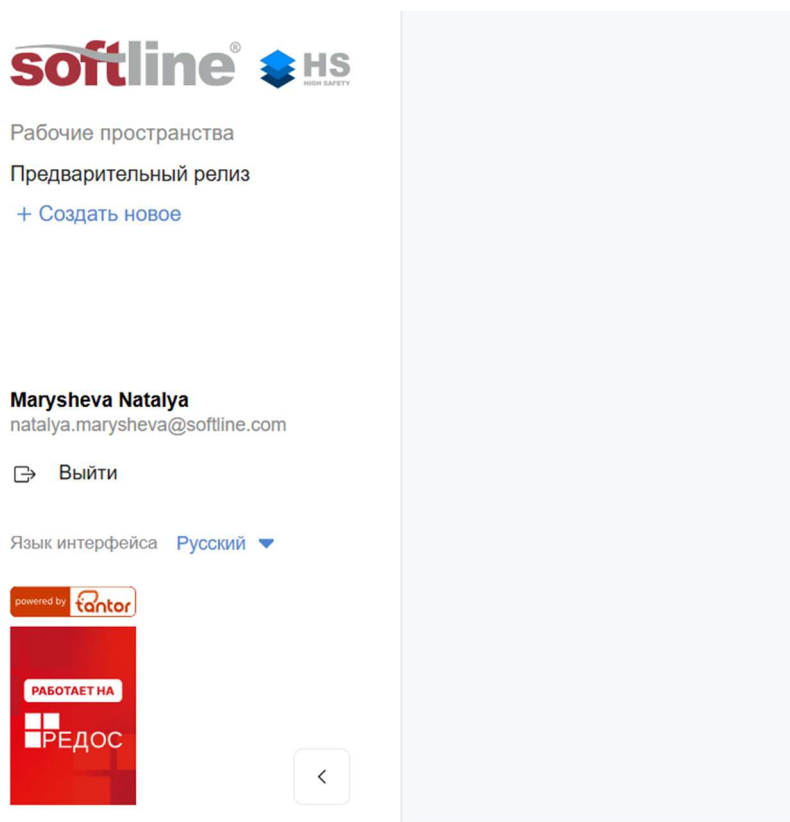 softline®
HS
HIGH SAFETY
Рабочие пространства
Предварительный релиз
+ Создать новое
Marysheva Natalya
natalya.marysheva@softline.com
Выйти
Язык интерфейса Русский
powered by tantor
РАБОТАЕТ НА
РЕДОС